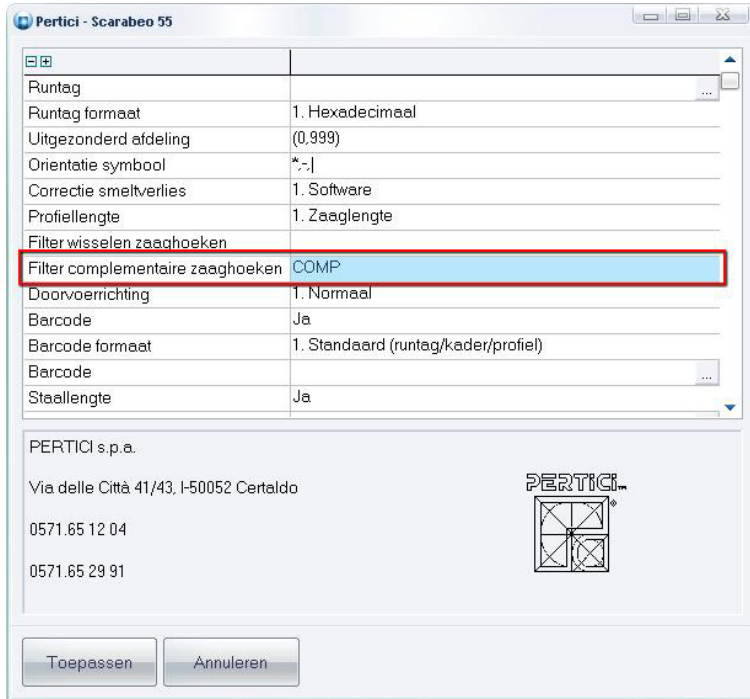 Pertici - Scarabeo 55
Runtag ...
Runtag formaat 1. Hexadecimaal
Uitgezonderd afdeling (0,999)
Orientatie symbool *,-,|
Correctie smeltverlies 1. Software
Profiellengte 1. Zaaglengte
Filter wisselen zaaghoeken
Filter complementaire zaaghoeken COMP
Doorvoerrichting 1. Normaal
Barcode Ja
Barcode formaat 1. Standaard (runtag/kader/profiel)
Barcode ...
Staallengte Ja
PERTICI s.p.a.
Via delle Città 41/43, I-50052 Certaldo
0571.65 12 04
0571.65 29 91
PERTICI™
®
Toepassen Annuleren